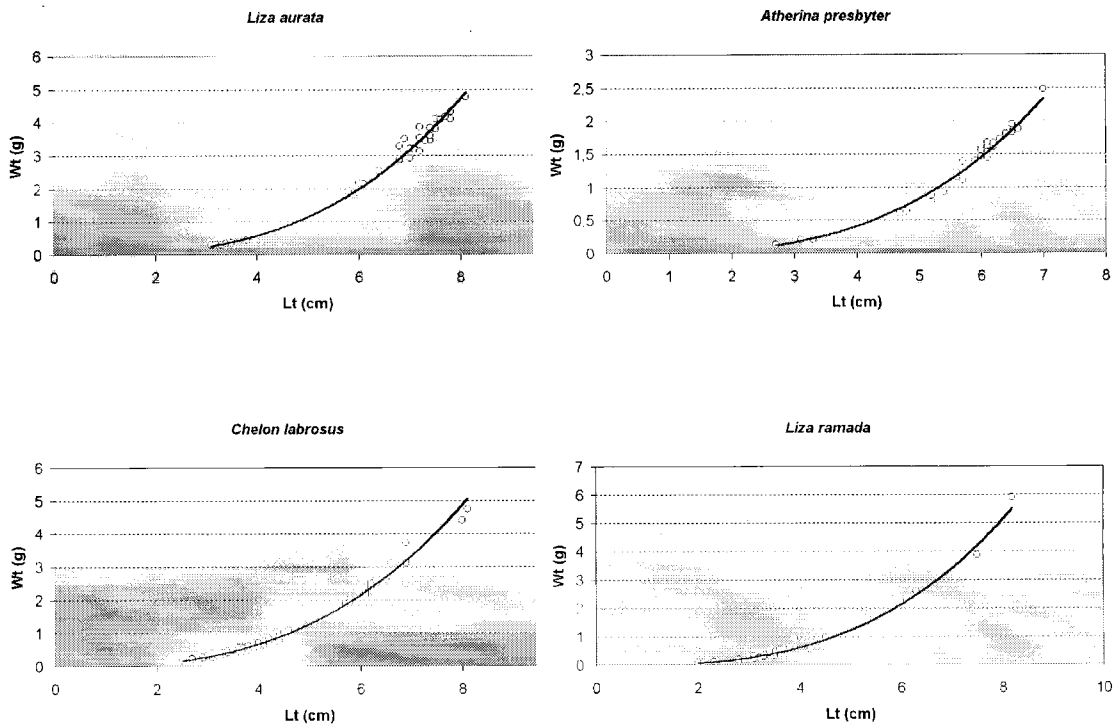 Liza aurata
6
5
4
3
2
1
0
Wt (g)
0 2 4 6 8
Lt (cm)
Atherina presbyter
3
2,5
2
1,5
1
0,5
0
Wt (g)
0 1 2 3 4 5 6 7 8
Lt (cm)
Chelon labrosus
6
5
4
3
2
1
0
Wt (g)
0 2 4 6 8
Lt (cm)
Liza ramada
7
6
5
4
3
2
1
0
Wt (g)
0 2 4 6 8 10
Lt (cm)